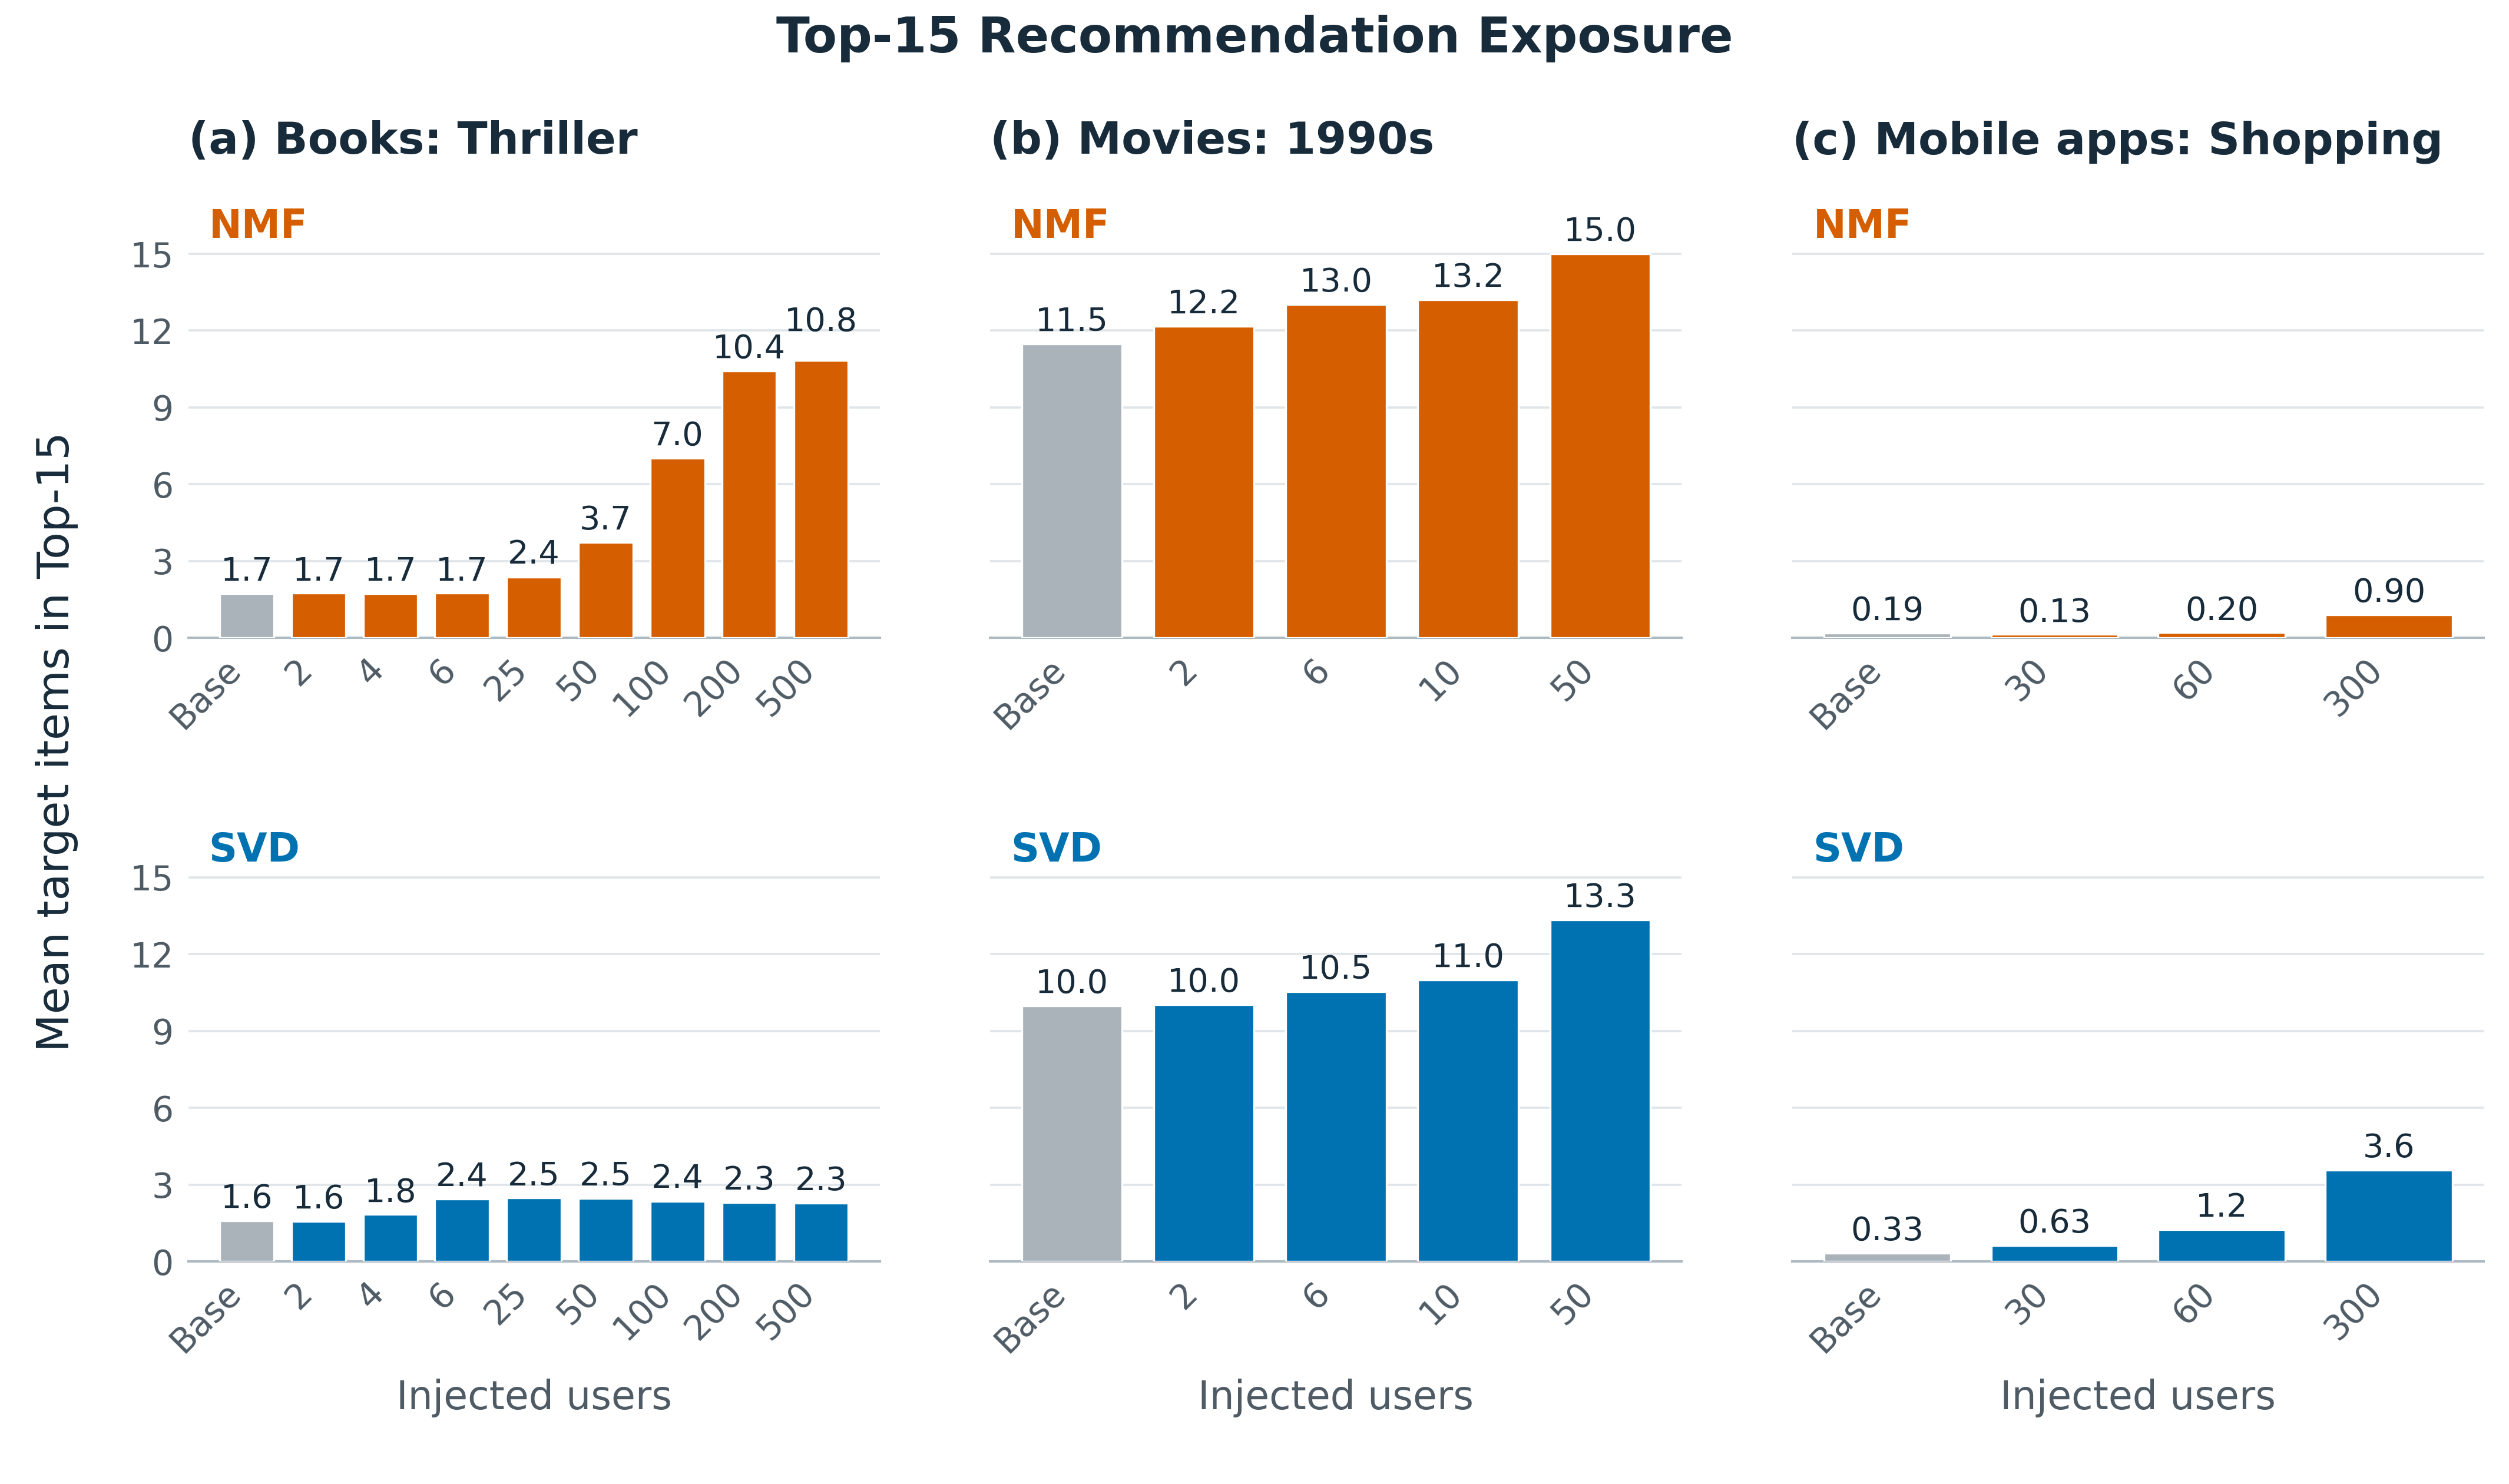 Top-15 Recommendation Exposure
(a) Books: Thriller
(b) Movies: 1990s
(c) Mobile apps: Shopping
Mean target items in Top-15
NMF
15
12
9
6
3
0
1.7 1.7 1.7 1.7 2.4 3.7 7.0 10.4 10.8
Base 2 4 6 25 50 100 200 500
NMF
11.5 12.2 13.0 13.2 15.0
Base 2 6 10 50
NMF
0.19 0.13 0.20 0.90
Base 30 60 300
SVD
15
12
9
6
3
0
1.6 1.6 1.8 2.4 2.5 2.5 2.4 2.3 2.3
Base 2 4 6 25 50 100 200 500
Injected users
SVD
10.0 10.0 10.5 11.0 13.3
Base 2 6 10 50
Injected users
SVD
0.33 0.63 1.2 3.6
Base 30 60 300
Injected users